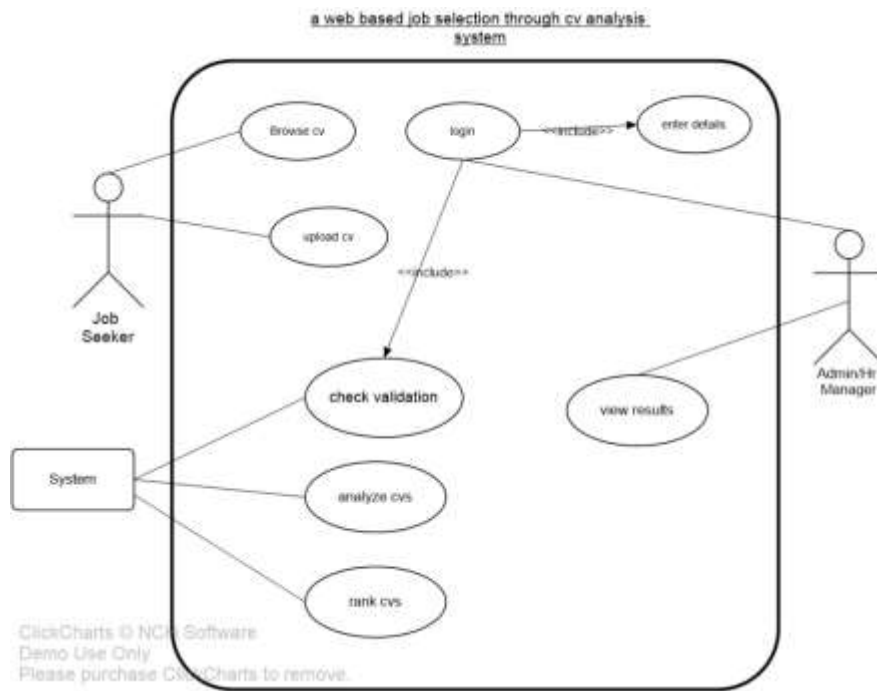 a web based job selection through cv analysis
system
Browse cv
login
<<include>>
enter details
upload cv
<<include>>
Job
Seeker
Admin/Hr
Manager
check validation
view results
System
analyze cvs
rank cvs
ClickCharts © NCH Software
Demo Use Only
Please purchase ClickCharts to remove.